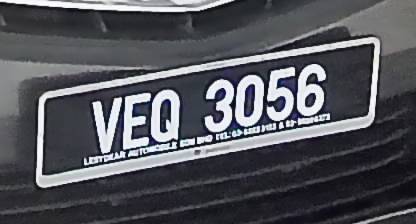 VEQ 3056
AUTOMOBILE SDN BHD TEL: